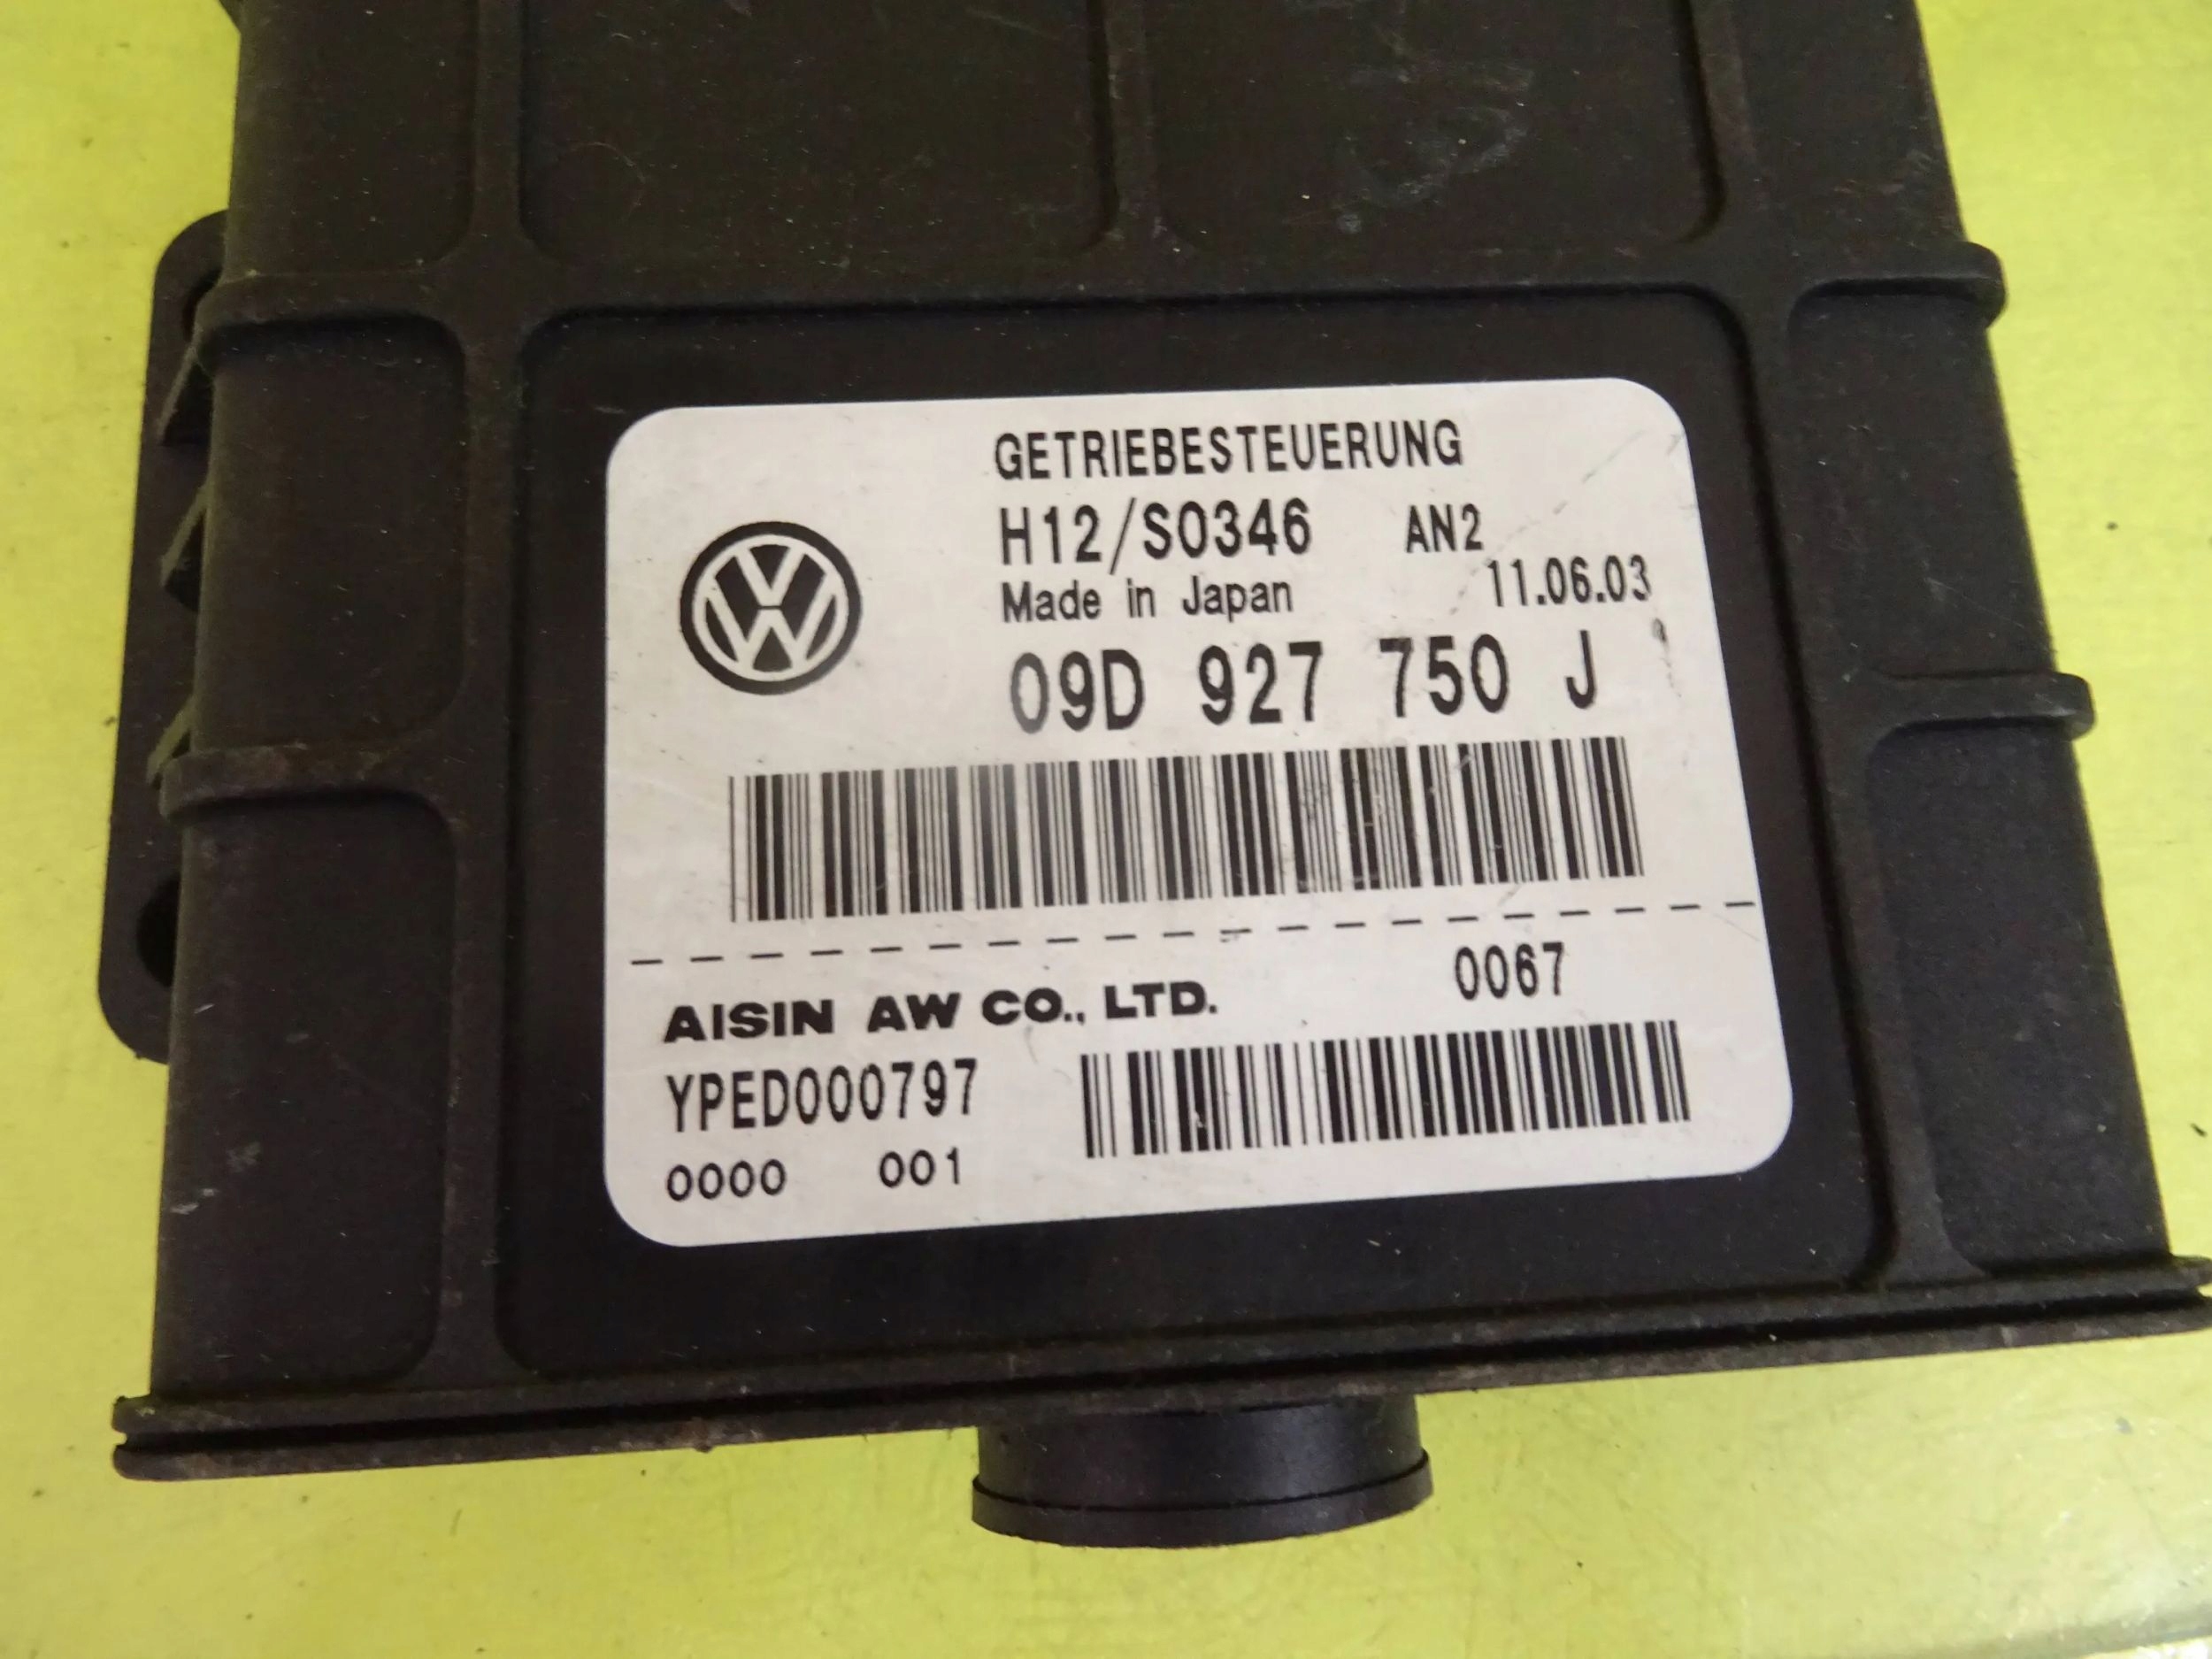 GETRIEBESTEUERUNG
H12/S0346 AN2
Made in Japan 11.06.03
09D 927 750 J
AISIN AW CO., LTD. 0067
YPED000797
0000 001